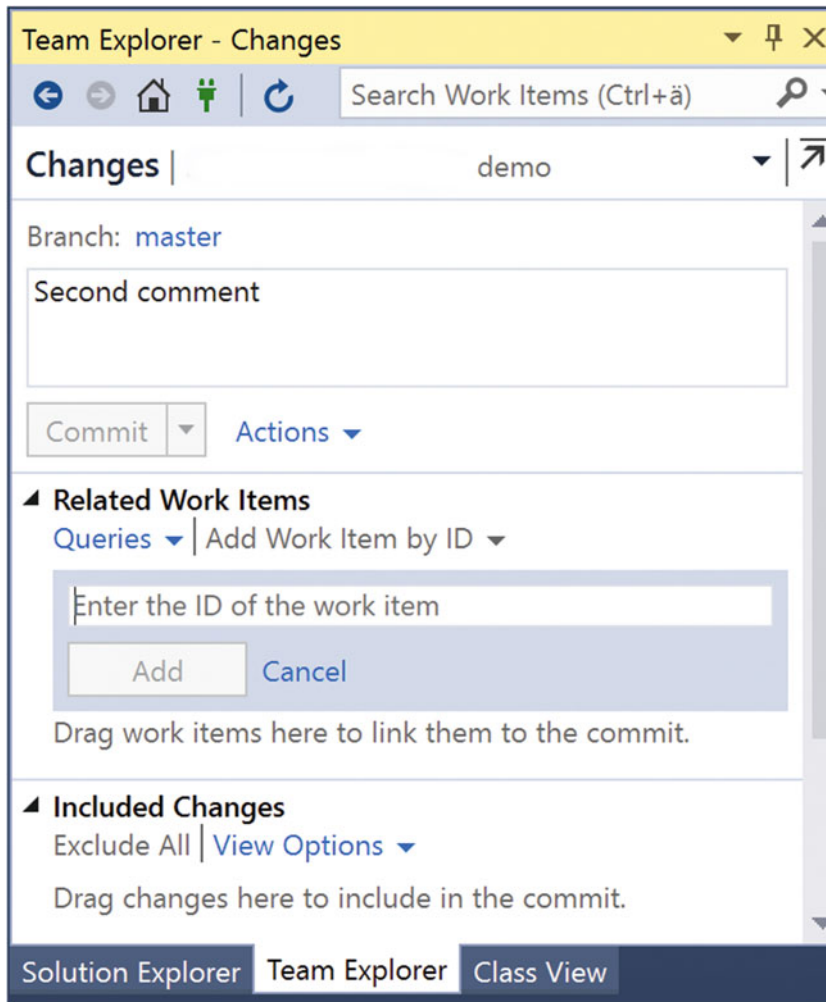 Team Explorer - Changes
Search Work Items (Ctrl+ä)
Changes | demo
Branch: master
Second comment
Commit Actions
Related Work Items
Queries | Add Work Item by ID
Enter the ID of the work item
Add Cancel
Drag work items here to link them to the commit.
Included Changes
Exclude All | View Options
Drag changes here to include in the commit.
Solution Explorer Team Explorer Class View